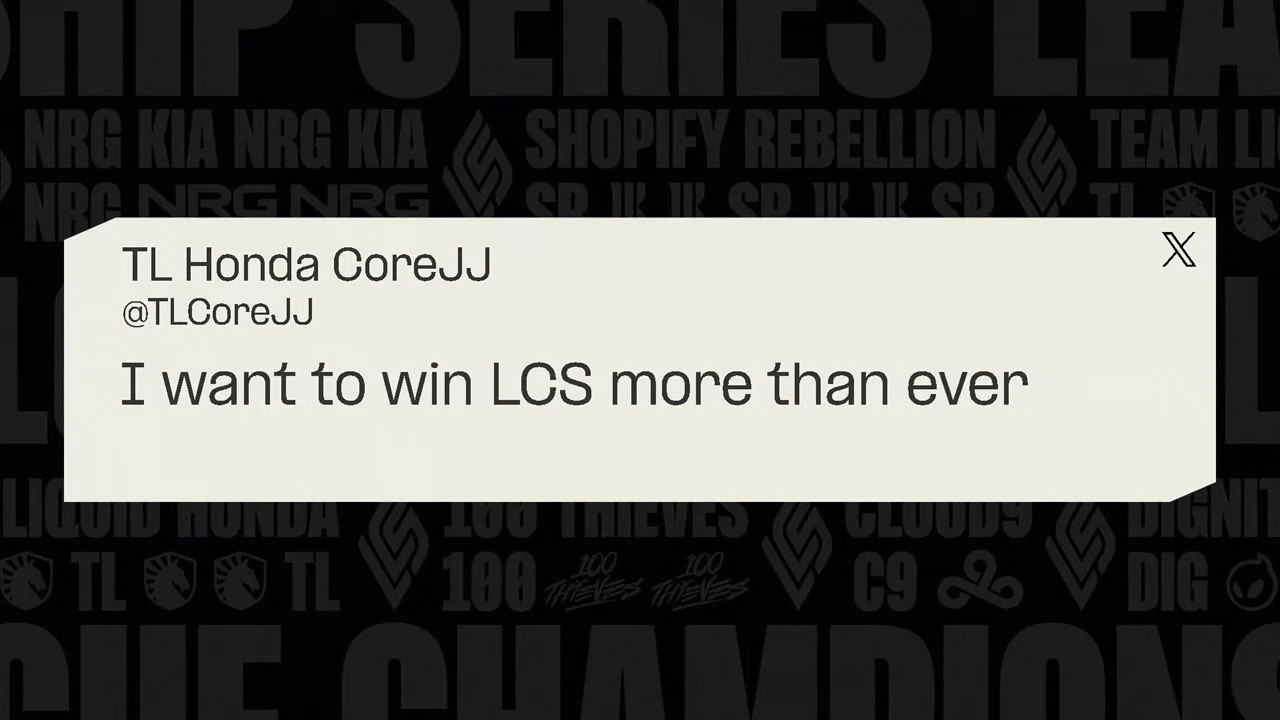 SHIP SERIES LEA
NRG KIA NRG KIA SHOPIFY REBELLION TEAM LI
NRG NRG NRG SR SR SR TL
TL Honda CoreJJ
@TLCoreJJ
I want to win LCS more than ever
LIQUID HONDA 100 THIEVES CLOUD9 DIGNIT
TL TL 100 100 THIEVES 100 THIEVES C9 DIG
GUE CHAMPIONS